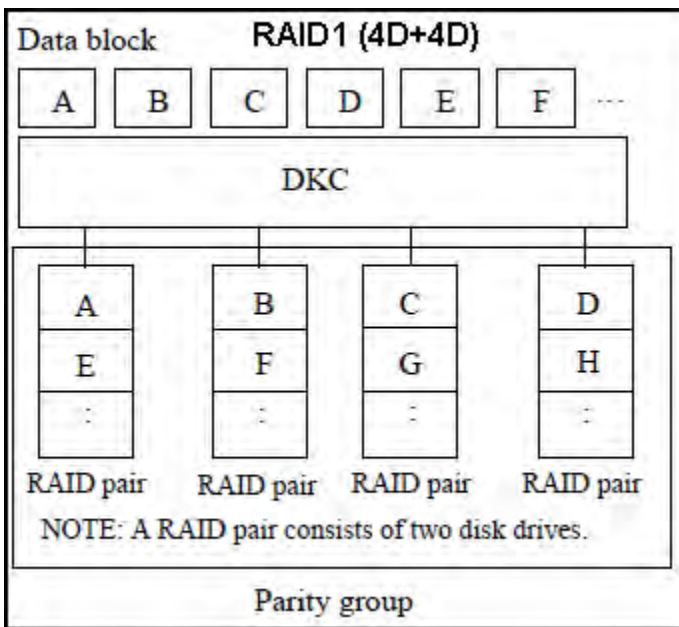 Data block RAID1 (4D+4D)
A B C D E F ...
DKC
A B C D
E F G H
: : : :
RAID pair RAID pair RAID pair RAID pair
NOTE: A RAID pair consists of two disk drives.
Parity group